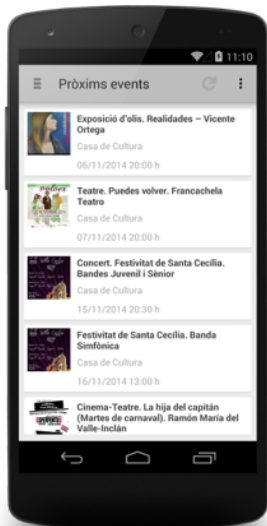 11:10
Pròxims events
Exposició d'olis. Realidades – Vicente
Ortega
Casa de Cultura
06/11/2014 20:00 h
Teatre. Puedes volver. Francachela
Teatro
Casa de Cultura
07/11/2014 20:00 h
Concert. Festivitat de Santa Cecília.
Bandes Juvenil i Sènior
Casa de Cultura
15/11/2014 20:30 h
Festivitat de Santa Cecília. Banda
Simfònica
Casa de Cultura
16/11/2014 13:00 h
Cinema-Teatre. La hija del capitán
(Martes de carnaval). Ramón María del
Valle-Inclán